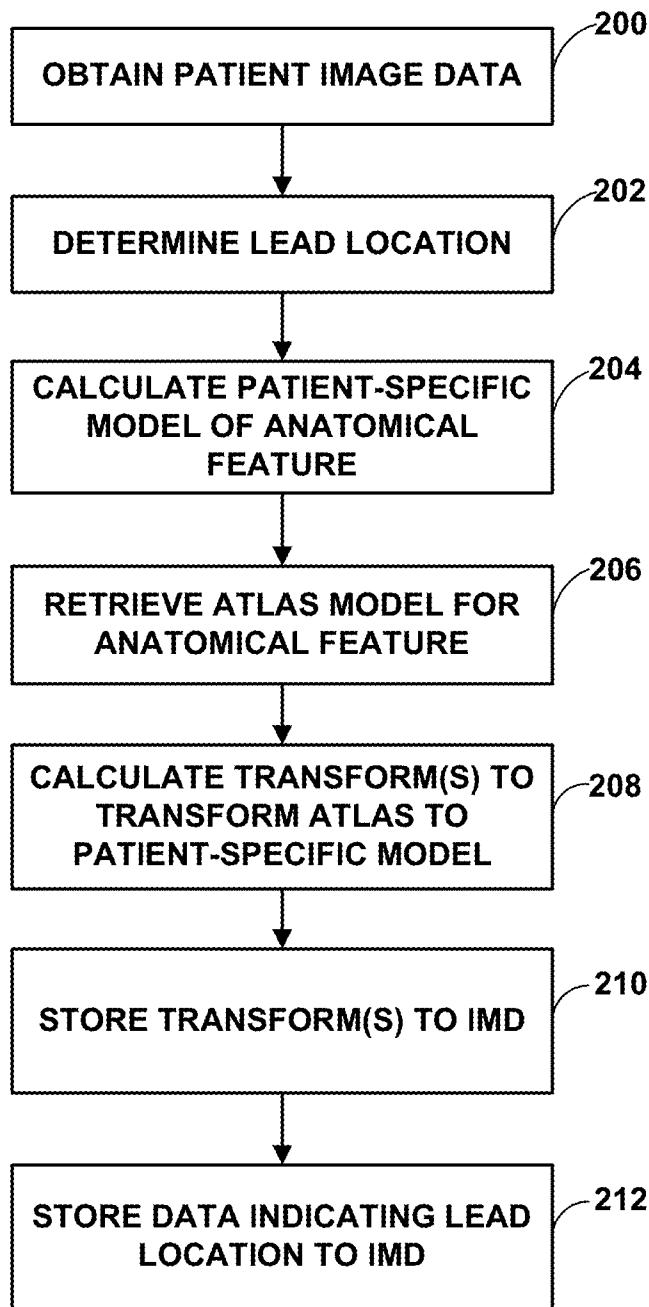 200
OBTAIN PATIENT IMAGE DATA
202
DETERMINE LEAD LOCATION
204
CALCULATE PATIENT-SPECIFIC
MODEL OF ANATOMICAL
FEATURE
206
RETRIEVE ATLAS MODEL FOR
ANATOMICAL FEATURE
208
CALCULATE TRANSFORM(S) TO
TRANSFORM ATLAS TO
PATIENT-SPECIFIC MODEL
210
STORE TRANSFORM(S) TO IMD
212
STORE DATA INDICATING LEAD
LOCATION TO IMD